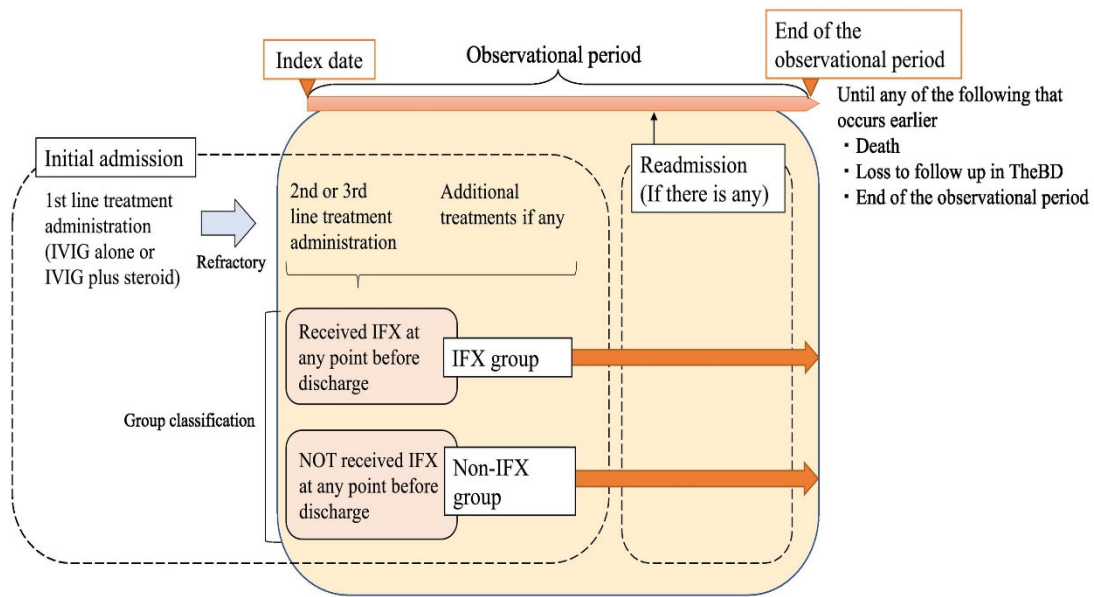 Index date
Observational period
End of the
observational period
Until any of the following that
occurs earlier
・Death
・Loss to follow up in TheBD
・End of the observational period
Initial admission
1st line treatment
administration
(IVIG alone or
IVIG plus steroid)
Refractory
2nd or 3rd
line treatment
administration
Additional
treatments if any
Readmission
(If there is any)
Group classification
Received IFX at
any point before
discharge
IFX group
NOT received IFX
at any point before
discharge
Non-IFX
group